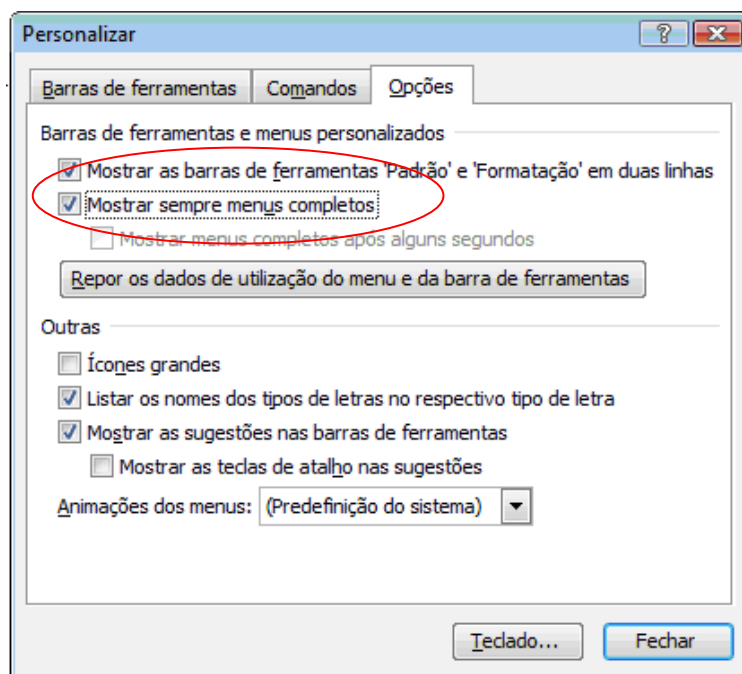 Personalizar
Barras de ferramentas Comandos Opções
Barras de ferramentas e menus personalizados
Mostrar as barras de ferramentas 'Padrão' e 'Formatação' em duas linhas
Mostrar sempre menus completos
Mostrar menus completos após alguns segundos
Repor os dados de utilização do menu e da barra de ferramentas
Outras
Ícones grandes
Listar os nomes dos tipos de letras no respectivo tipo de letra
Mostrar as sugestões nas barras de ferramentas
Mostrar as teclas de atalho nas sugestões
Animações dos menus: (Predefinição do sistema)
Teclado... Fechar